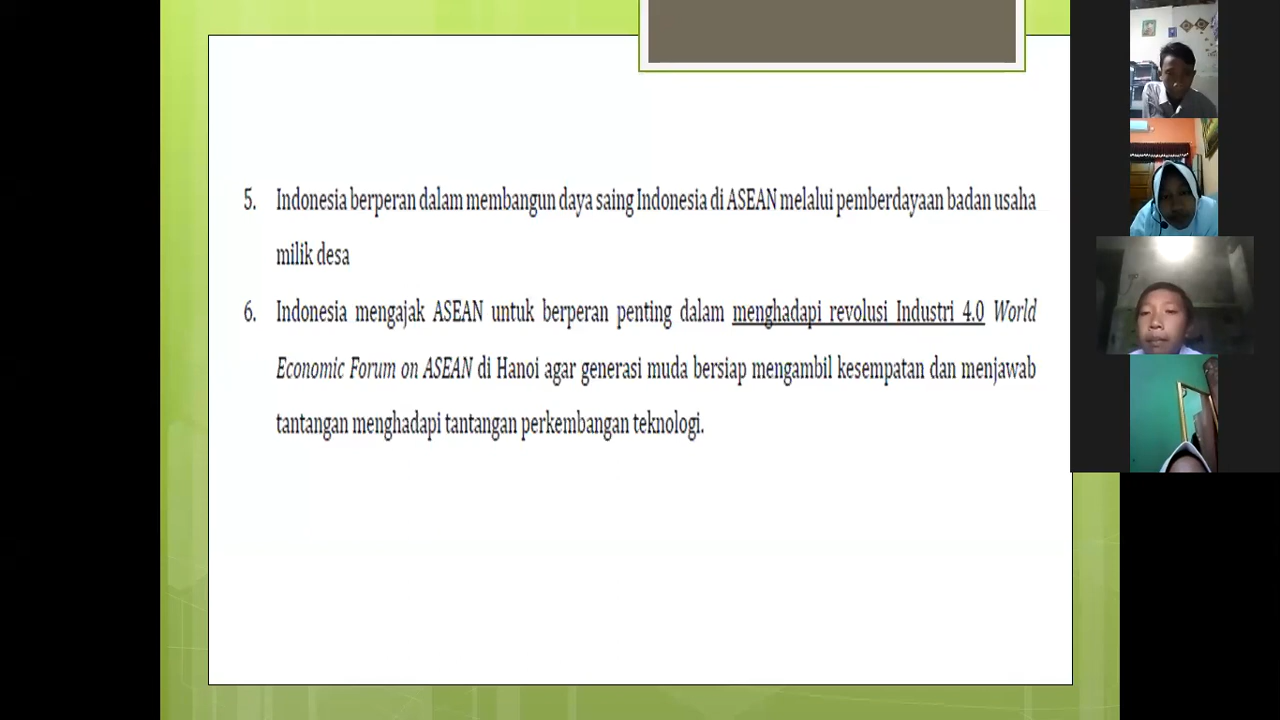 5. Indonesia berperan dalam membangun daya saing Indonesia di ASEAN melalui pemberdayaan badan usaha
milik desa
6. Indonesia mengajak ASEAN untuk berperan penting dalam menghadapi revolusi Industri 4.0 World
Economic Forum on ASEAN di Hanoi agar generasi muda bersiap mengambil kesempatan dan menjawab
tantangan menghadapi tantangan perkembangan teknologi.